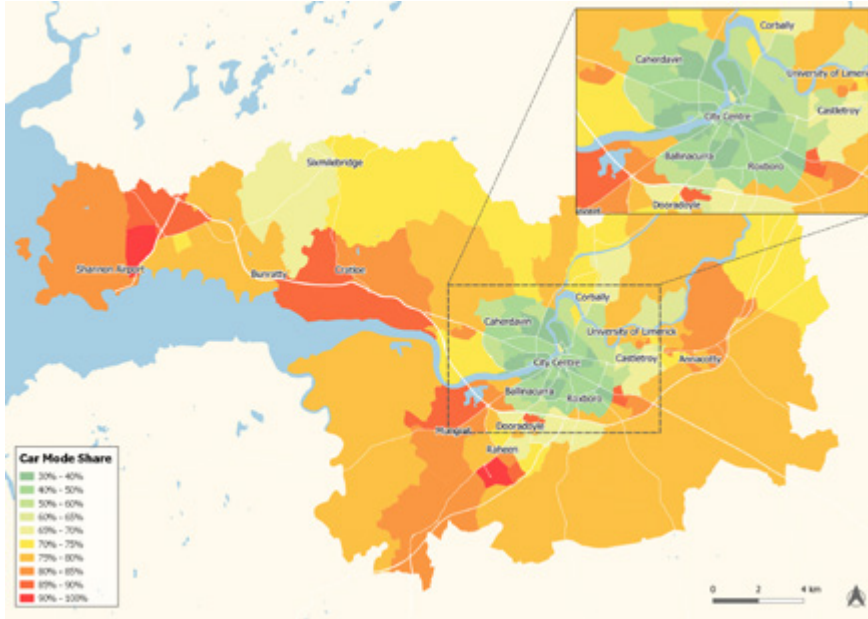 Corbally
Caherdavin
University of Limerick
City Centre
Castletroy
Ballinacurra
Roxboro
Dooradoyle
Sixmilebridge
Shannon Airport
Bunratty
Cratloe
Corbally
Caherdavin
University of Limerick
City Centre
Castletroy
Annacotty
Ballinacurra
Roxboro
Mungret
Dooradoyle
Raheen
Car Mode Share
30% - 40%
40% - 50%
50% - 60%
60% - 65%
65% - 70%
70% - 75%
75% - 80%
80% - 85%
85% - 90%
90% - 100%
0 2 4 km